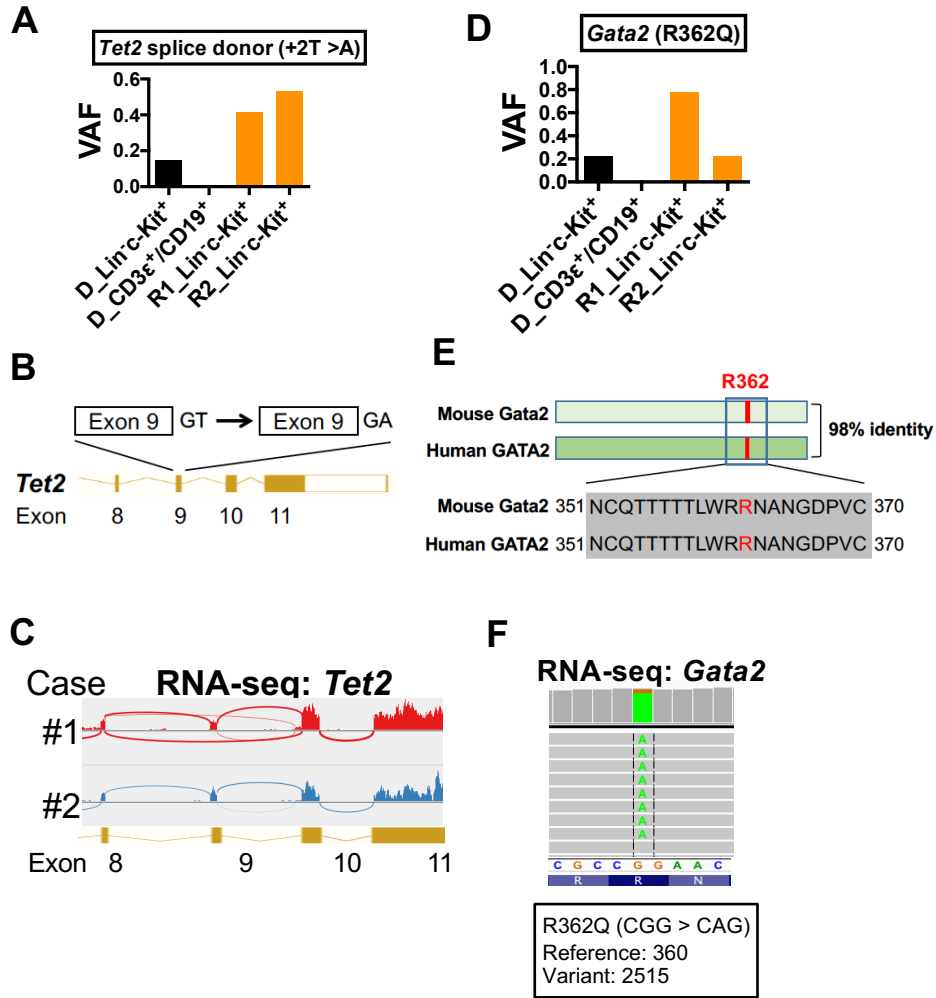 A
Tet2 splice donor (+2T >A)
VAF
0.6
0.4
0.2
0.0
D_Lin⁻c-Kit⁺
D_CD3ε⁺/CD19⁺
R1_Lin⁻c-Kit⁺
R2_Lin⁻c-Kit⁺
D
Gata2 (R362Q)
VAF
1.0
0.8
0.6
0.4
0.2
0.0
D_Lin⁻c-Kit⁺
D_CD3ε⁺/CD19⁺
R1_Lin⁻c-Kit⁺
R2_Lin⁻c-Kit⁺
B
Exon 9 GT Exon 9 GA
Tet2
Exon 8 9 10 11
E
R362
Mouse Gata2
Human GATA2
98% identity
Mouse Gata2 351 NCQTTTTTLWRRNANGDPVC 370
Human GATA2 351 NCQTTTTTLWRRNANGDPVC 370
C
Case RNA-seq: Tet2
#1
#2
Exon 8 9 10 11
F
RNA-seq: Gata2
A
A
A
A
A
A
A
A
C G C C G G A A C
R R N
R362Q (CGG > CAG)
Reference: 360
Variant: 2515